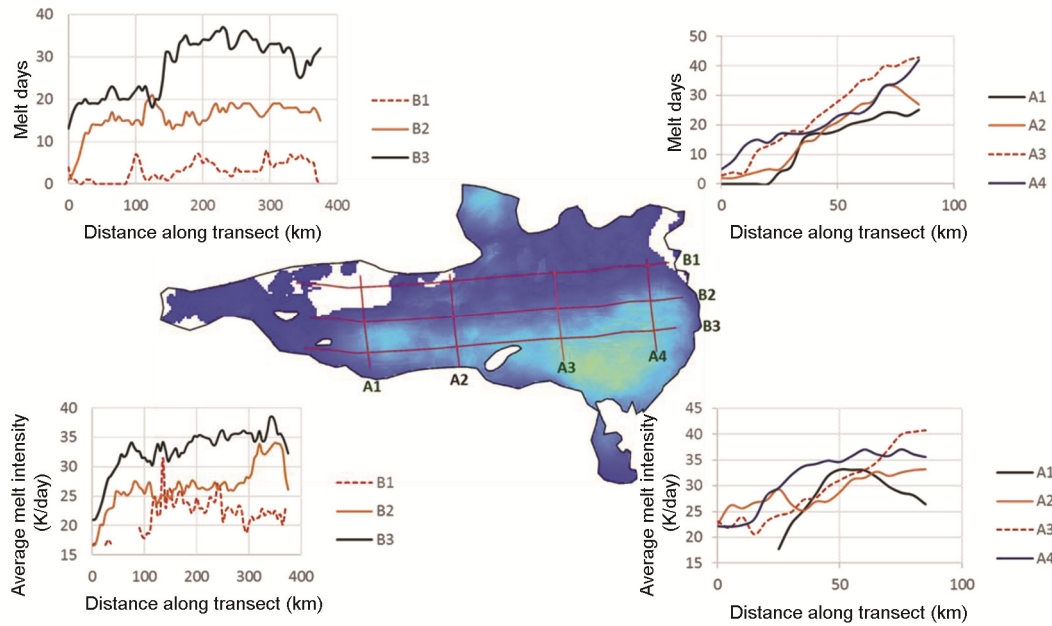 40
30
20
10
0
Melt days
0 100 200 300 400
Distance along transect (km)
B1
B2
B3
50
40
30
20
10
0
Melt days
0 50 100
Distance along transect (km)
A1
A2
A3
A4
B1
B2
B3
A1
A2
A3
A4
40
35
30
25
20
15
Average melt intensity
(K/day)
0 100 200 300 400
Distance along transect (km)
B1
B2
B3
45
40
35
30
25
20
15
Average melt intensity
(K/day)
0 50 100
Distance along transect (km)
A1
A2
A3
A4